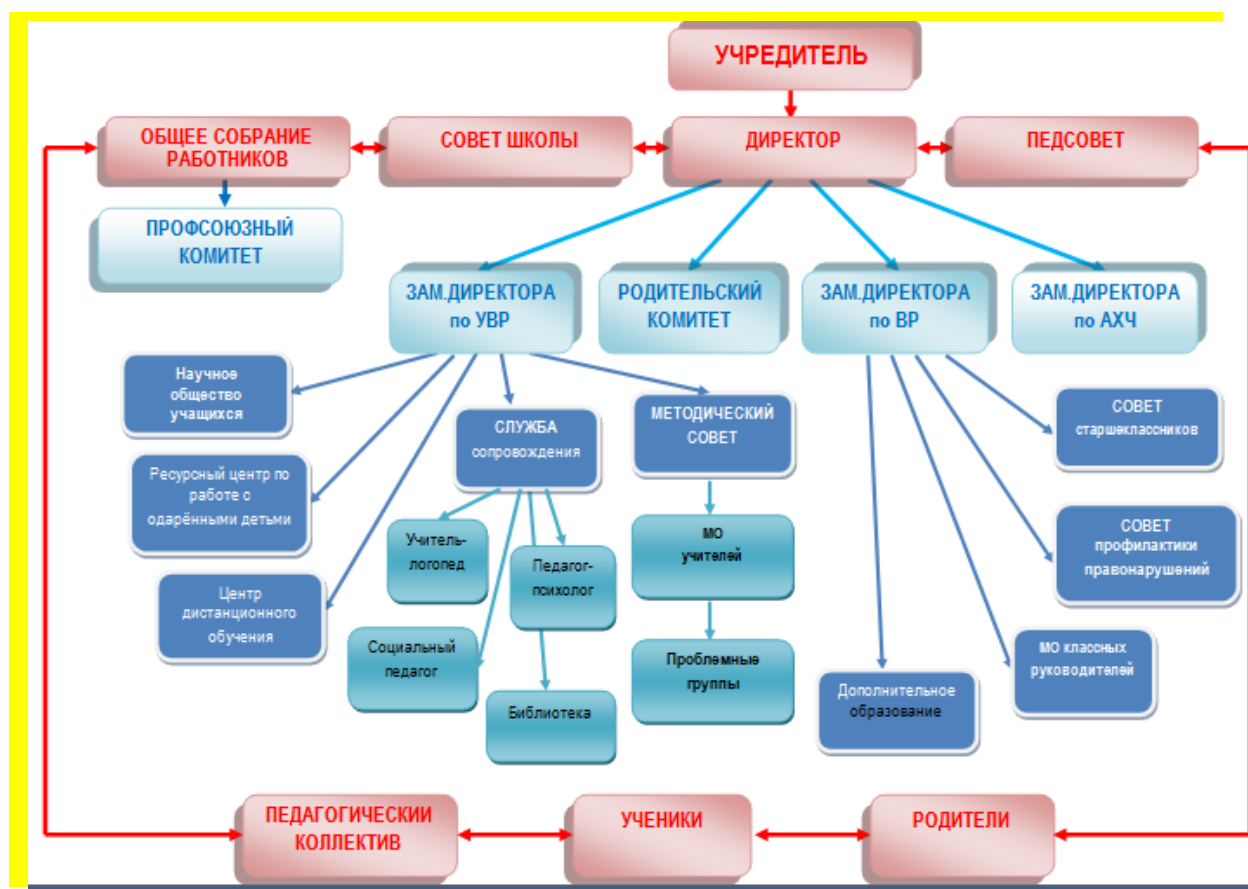 УЧРЕДИТЕЛЬ
ОБЩЕЕ СОБРАНИЕ
РАБОТНИКОВ
СОВЕТ ШКОЛЫ
ДИРЕКТОР
ПЕДСОВЕТ
ПРОФСОЮЗНЫЙ
КОМИТЕТ
ЗАМ.ДИРЕКТОРА
по УВР
РОДИТЕЛЬСКИЙ
КОМИТЕТ
ЗАМ.ДИРЕКТОРА
по ВР
ЗАМ.ДИРЕКТОРА
по АХЧ
Научное
общество
учащихся
СЛУЖБА
сопровождения
МЕТОДИЧЕСКИЙ
СОВЕТ
СОВЕТ
старшеклассников
Ресурсный центр по
работе с
одарёнными детьми
Учитель-
логопед
Педагог-
психолог
МО
учителей
СОВЕТ
профилактики
правонарушений
Центр
дистанционного
обучения
Социальный
педагог
Библиотека
Проблемные
группы
Дополнительное
образование
МО классных
руководителей
ПЕДАГОГИЧЕСКИЙ
КОЛЛЕКТИВ
УЧЕНИКИ
РОДИТЕЛИ